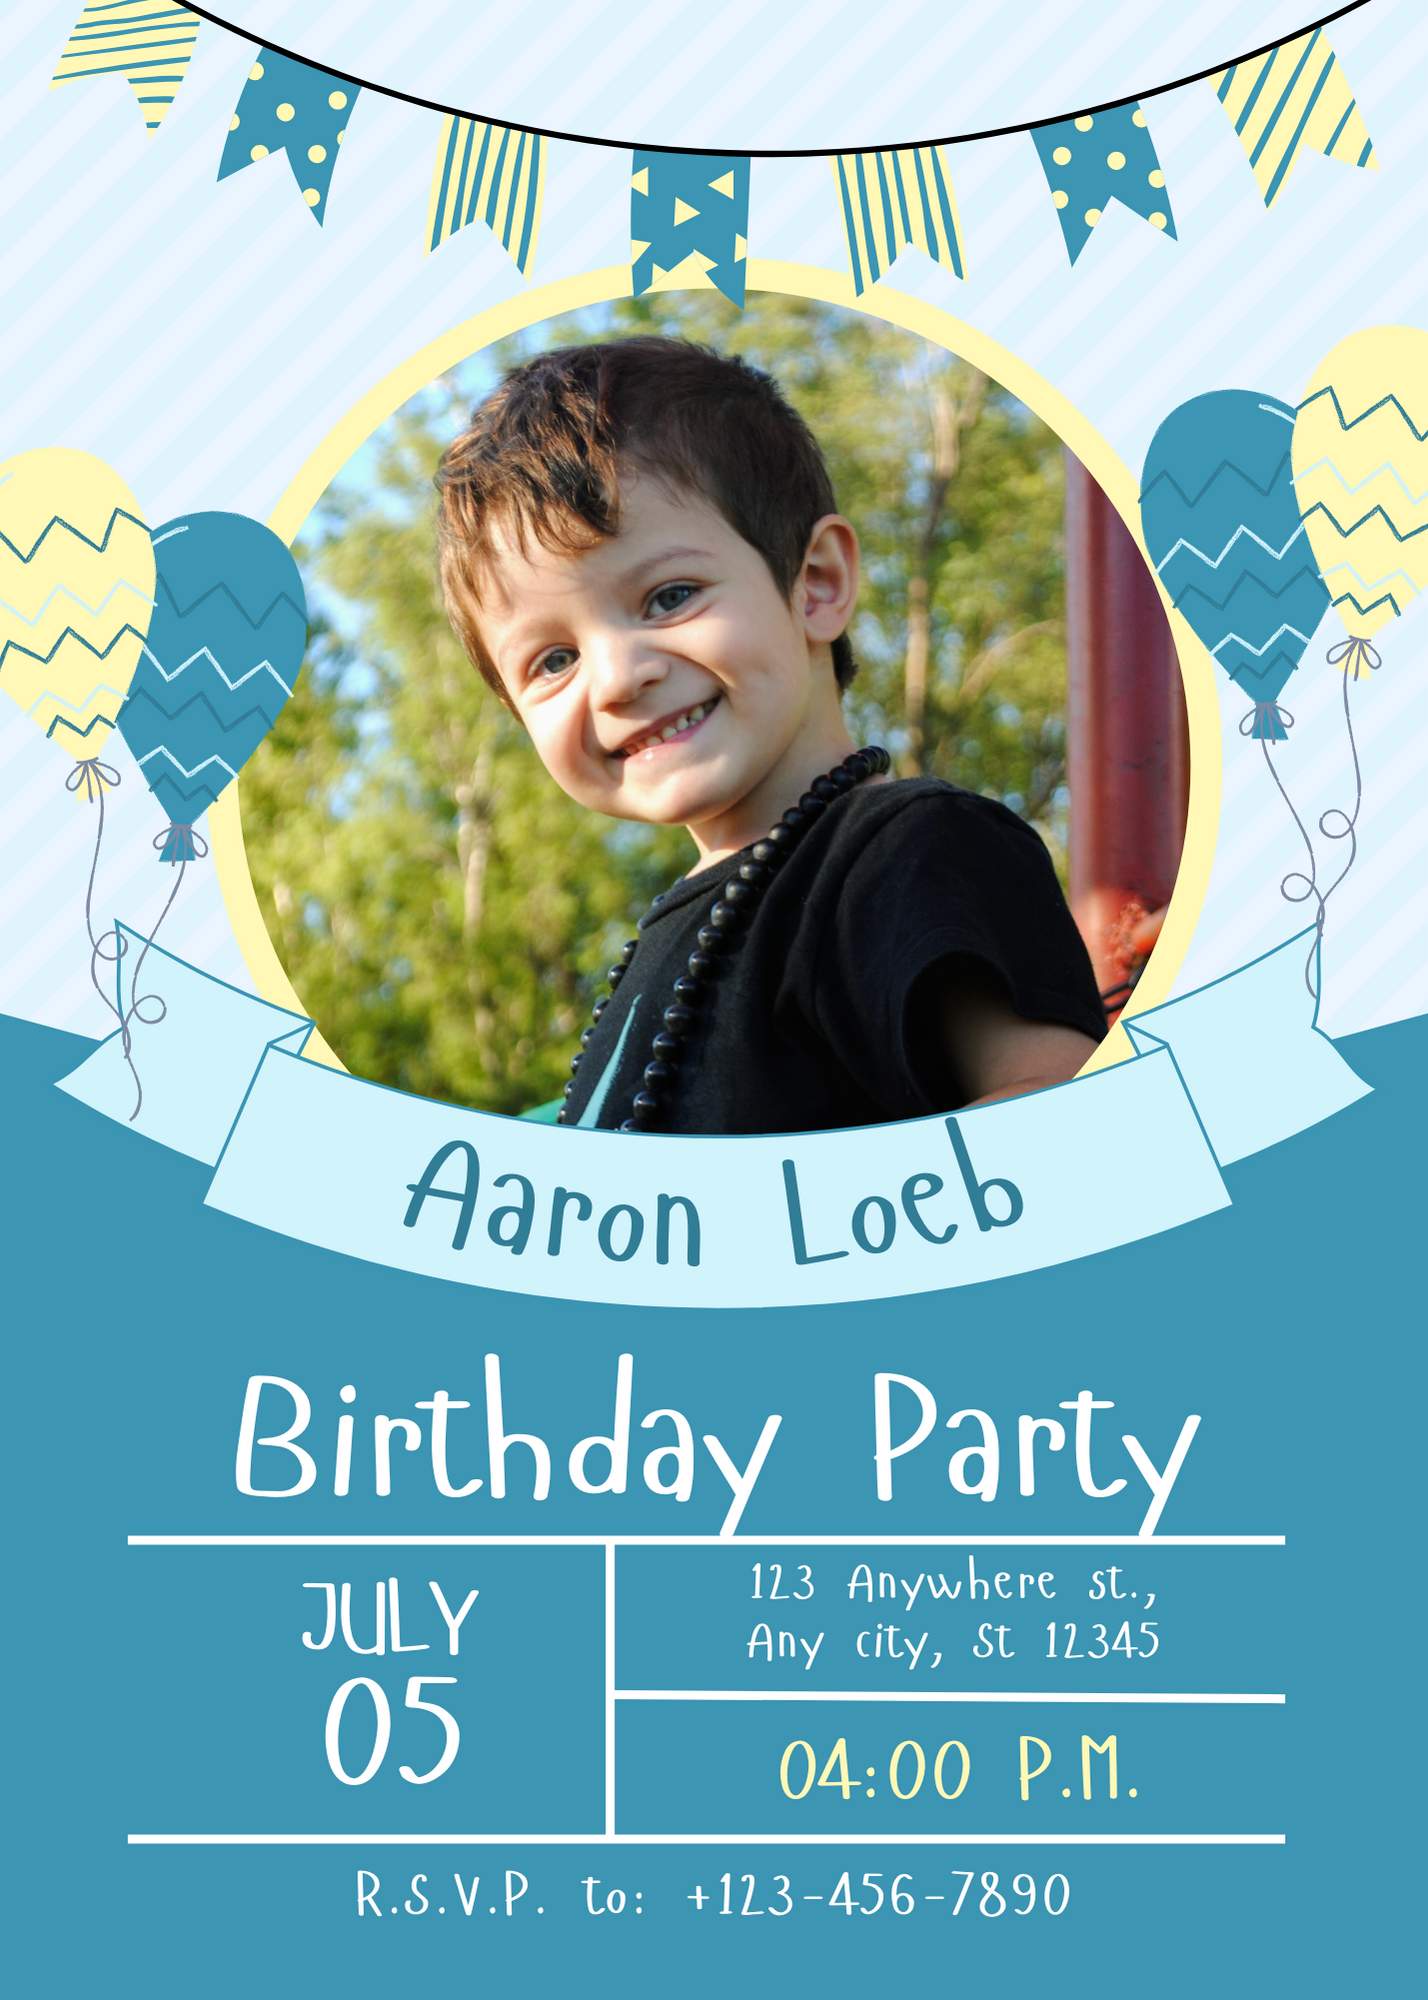 Aaron Loeb
Birthday Party
JULY
05
123 Anywhere st.,
Any city, St 12345
04:00 P.M.
R.S.V.P. to: +123-456-7890